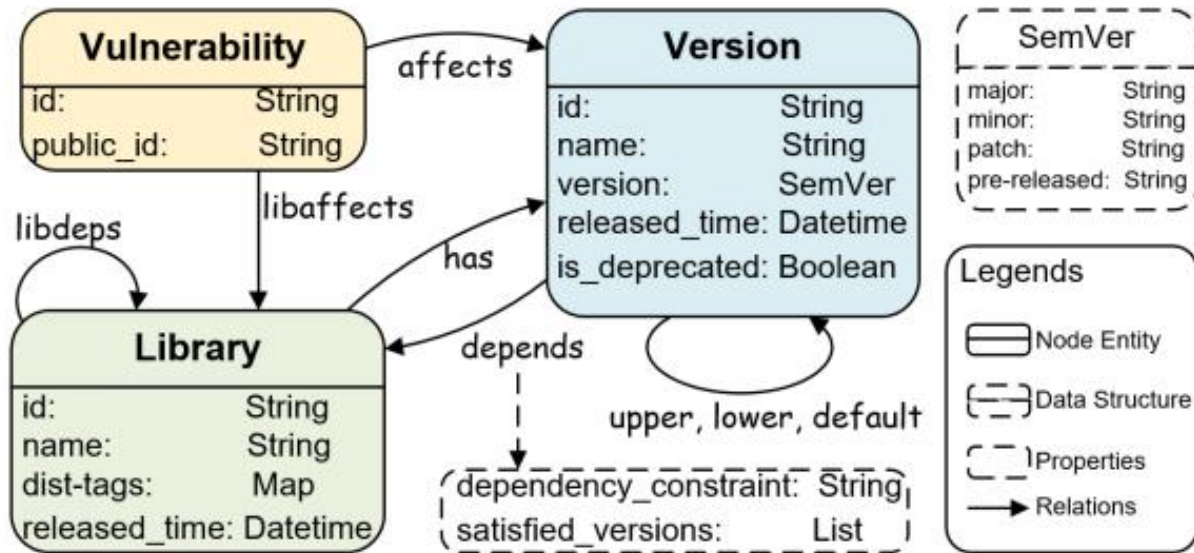 Vulnerability
id: String
public_id: String
affects
Version
id: String
name: String
version: SemVer
released_time: Datetime
is_deprecated: Boolean
SemVer
major: String
minor: String
patch: String
pre-released: String
libdeps
libaffects
has
depends
upper, lower, default
Library
id: String
name: String
dist-tags: Map
released_time: Datetime
dependency_constraint: String
satisfied_versions: List
Legends
Node Entity
Data Structure
Properties
Relations